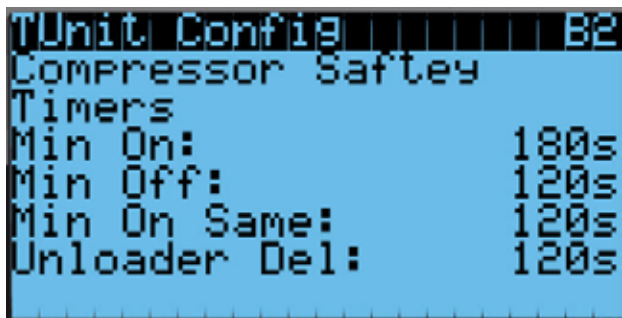 TUnit Config B2
Compressor Saftey
Timers
Min On: 180s
Min Off: 120s
Min On Same: 120s
Unloader Del: 120s